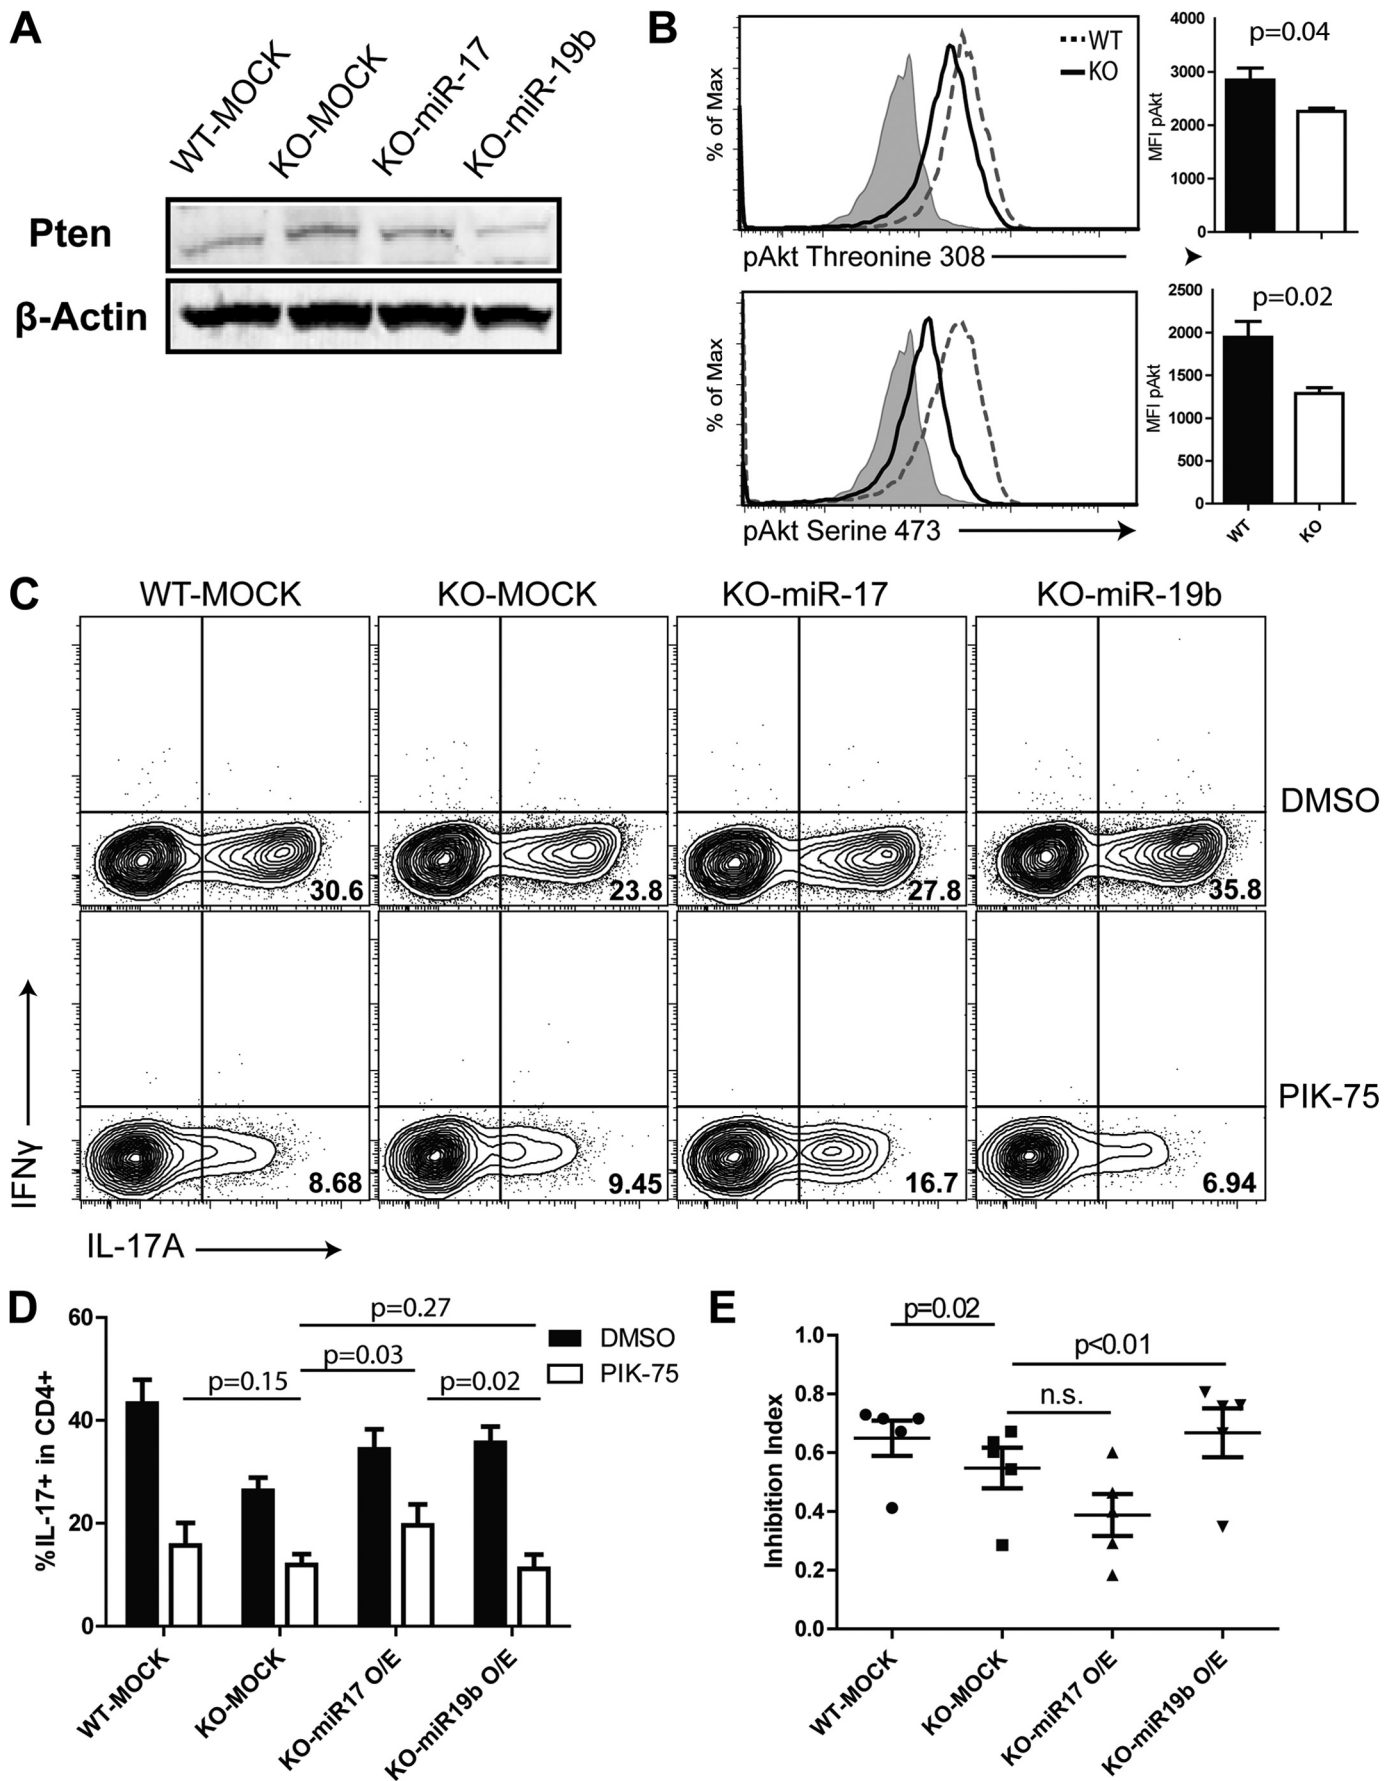 A
WT-MOCK
KO-MOCK
KO-miR-17
KO-miR-19b
Pten
β-Actin
B
% of Max
WT
KO
pAkt Threonine 308
MFI pAkt
4000
3000
2000
1000
0
p=0.04
% of Max
pAkt Serine 473
MFI pAkt
2500
2000
1500
1000
500
0
p=0.02
WT
KO
C
WT-MOCK
KO-MOCK
KO-miR-17
KO-miR-19b
30.6
23.8
27.8
35.8
DMSO
8.68
9.45
16.7
6.94
PIK-75
IFNγ
IL-17A
D
%IL-17+ in CD4+
60
40
20
0
p=0.27
p=0.03
p=0.15
p=0.02
DMSO
PIK-75
WT-MOCK
KO-MOCK
KO-miR17 O/E
KO-miR19b O/E
E
Inhibition Index
1.0
0.8
0.6
0.4
0.2
0.0
p=0.02
p<0.01
n.s.
WT-MOCK
KO-MOCK
KO-miR17 O/E
KO-miR19b O/E